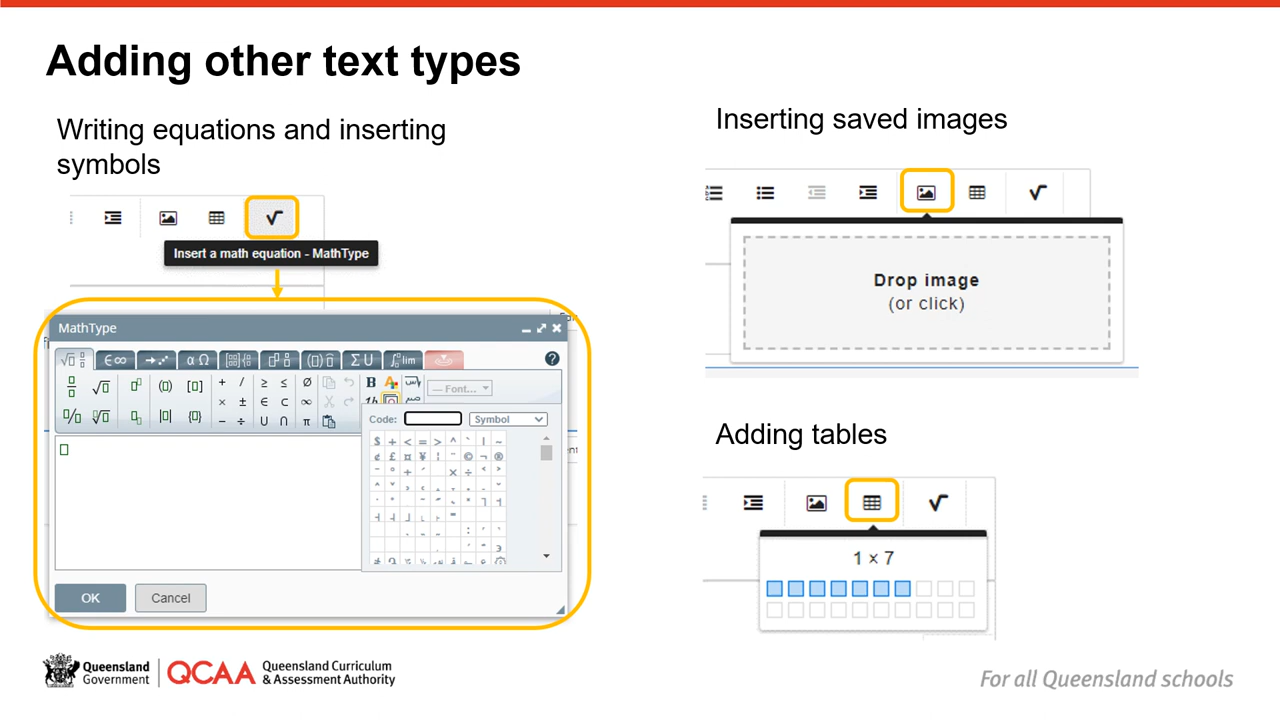 Adding other text types
Writing equations and inserting
symbols
Insert a math equation - MathType
MathType
lim
B
Font...
Code:
Symbol
OK
Cancel
Inserting saved images
Drop image
(or click)
Adding tables
1 × 7
Queensland
Government
QCAA
Queensland Curriculum
& Assessment Authority
For all Queensland schools